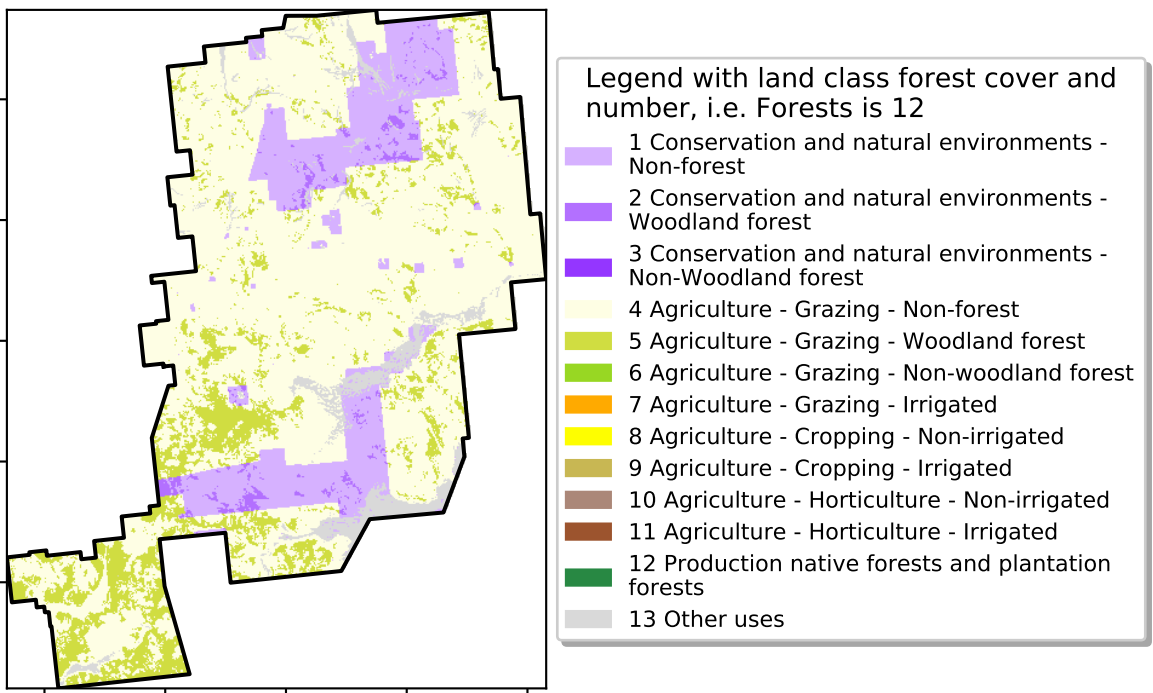 Legend with land class forest cover and
number, i.e. Forests is 12
1 Conservation and natural environments -
Non-forest
2 Conservation and natural environments -
Woodland forest
3 Conservation and natural environments -
Non-Woodland forest
4 Agriculture - Grazing - Non-forest
5 Agriculture - Grazing - Woodland forest
6 Agriculture - Grazing - Non-woodland forest
7 Agriculture - Grazing - Irrigated
8 Agriculture - Cropping - Non-irrigated
9 Agriculture - Cropping - Irrigated
10 Agriculture - Horticulture - Non-irrigated
11 Agriculture - Horticulture - Irrigated
12 Production native forests and plantation
forests
13 Other uses